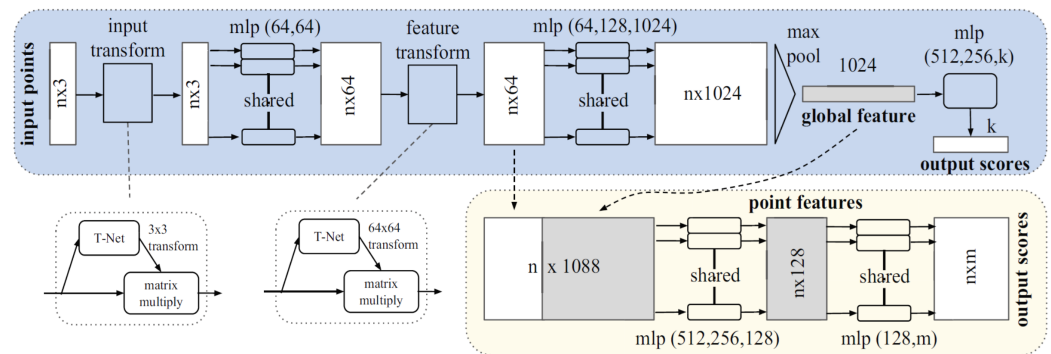 input points
nx3
input
transform
nx3
mlp (64,64)
shared
nx64
feature
transform
nx64
mlp (64,128,1024)
shared
nx1024
max
pool
1024
global feature
mlp
(512,256,k)
k
output scores
T-Net
3x3
transform
matrix
multiply
T-Net
64x64
transform
matrix
multiply
point features
n x 1088
shared
mlp (512,256,128)
nx128
shared
mlp (128,m)
nxm
output scores